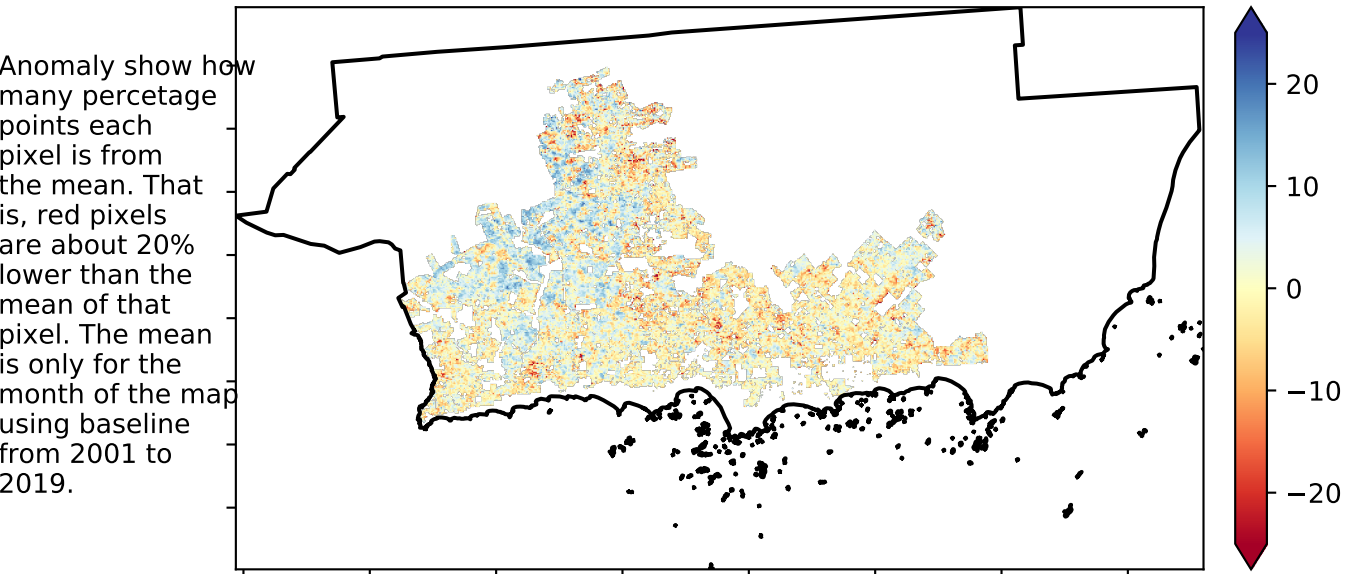 Anomaly show how
many percetage
points each
pixel is from
the mean. That
is, red pixels
are about 20%
lower than the
mean of that
pixel. The mean
is only for the
month of the map
using baseline
from 2001 to
2019.
20
10
0
−10
−20